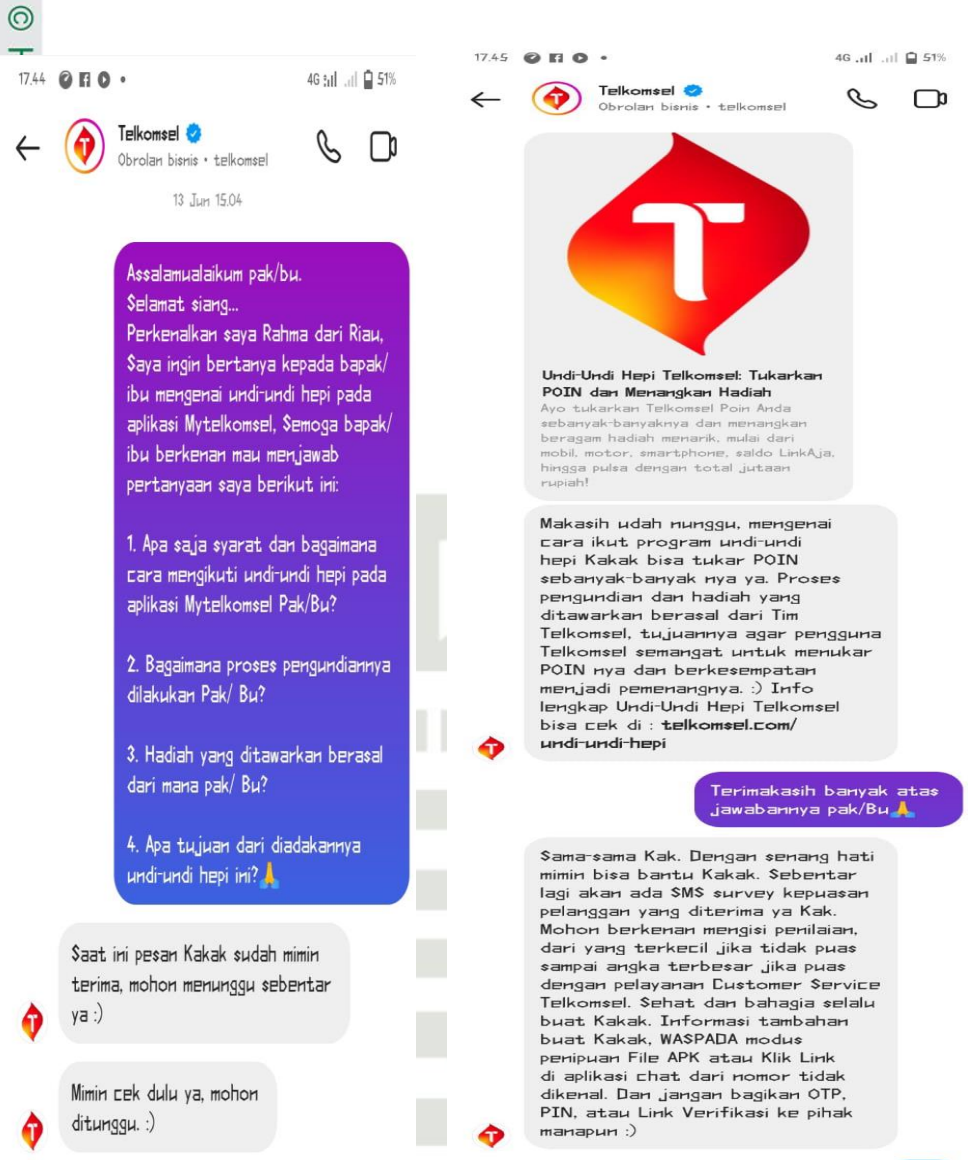 ©
17.44
4G
51%
Telkomsel
Obrolan bisnis • telkomsel
13 Jun 15.04
Assalamualaikum pak/bu.
Selamat siang...
Perkenalkan saya Rahma dari Riau,
Saya ingin bertanya kepada bapak/
ibu mengenai undi-undi hepi pada
aplikasi Mytelkomsel, Semoga bapak/
ibu berkenan mau menjawab
pertanyaan saya berikut ini:
1. Apa saja syarat dan bagaimana
cara mengikuti undi-undi hepi pada
aplikasi Mytelkomsel Pak/Bu?
2. Bagaimana proses pengundiannya
dilakukan Pak/ Bu?
3. Hadiah yang ditawarkan berasal
dari mana pak/ Bu?
4. Apa tujuan dari diadakannya
undi-undi hepi ini?🙏
Saat ini pesan Kakak sudah mimin
terima, mohon menunggu sebentar
ya :)
Mimin cek dulu ya, mohon
ditunggu. :)
17.45
4G
51%
Telkomsel
Obrolan bisnis • telkomsel
Undi-Undi Hepi Telkomsel: Tukarkan
POIN dan Menangkan Hadiah
Ayo tukarkan Telkomsel Poin Anda
sebanyak-banyaknya dan menangkan
beragam hadiah menarik, mulai dari
mobil, motor, smartphone, saldo LinkAja,
hingga pulsa dengan total jutaan
rupiah!
Makasih udah nunggu, mengenai
cara ikut program undi-undi
hepi Kakak bisa tukar POIN
sebanyak-banyak nya ya. Proses
pengundian dan hadiah yang
ditawarkan berasal dari Tim
Telkomsel, tujuannya agar pengguna
Telkomsel semangat untuk menukar
POIN nya dan berkesempatan
menjadi pemenangnya. :) Info
lengkap Undi-Undi Hepi Telkomsel
bisa cek di : telkomsel.com/
undi-undi-hepi
Terimakasih banyak atas
jawabannya pak/Bu🙏
Sama-sama Kak. Dengan senang hati
mimin bisa bantu Kakak. Sebentar
lagi akan ada SMS survey kepuasan
pelanggan yang diterima ya Kak.
Mohon berkenan mengisi penilaian,
dari yang terkecil jika tidak puas
sampai angka terbesar jika puas
dengan pelayanan Customer Service
Telkomsel. Sehat dan bahagia selalu
buat Kakak. Informasi tambahan
buat Kakak, WASPADA modus
penipuan File APK atau Klik Link
di aplikasi chat dari nomor tidak
dikenal. Dan jangan bagikan OTP,
PIN, atau Link Verifikasi ke pihak
manapun :)